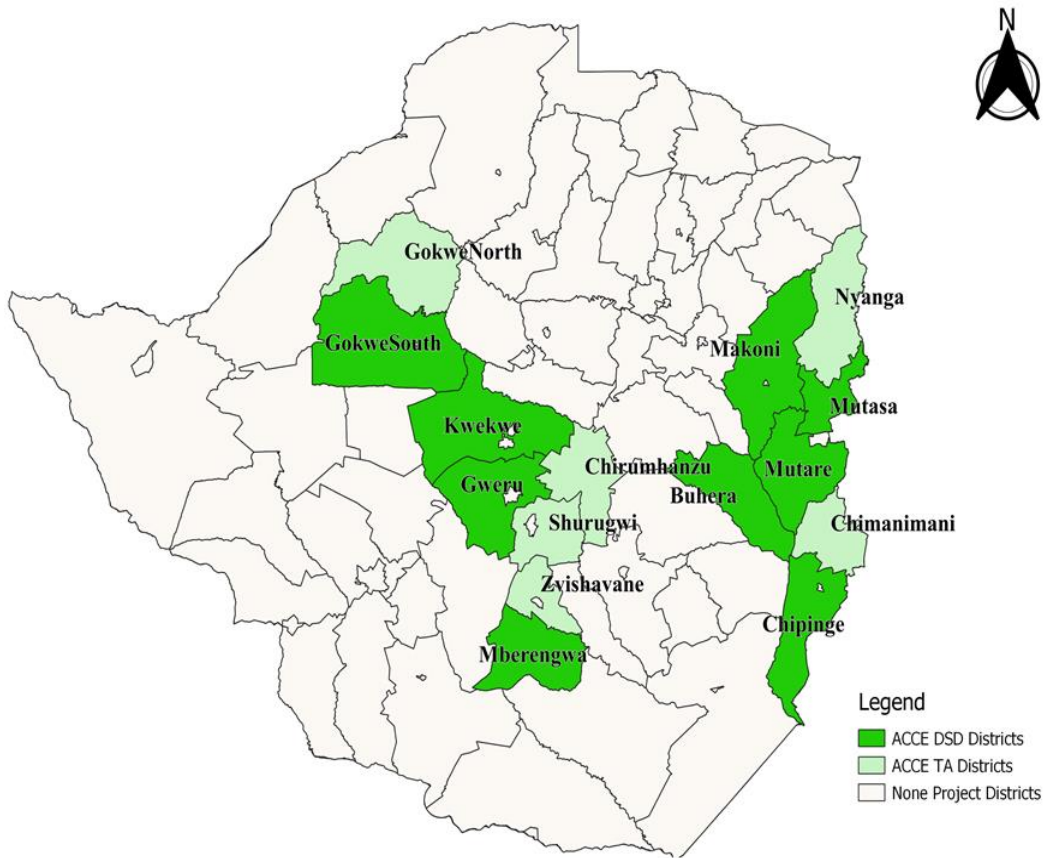 N
GokweNorth
Nyanga
GokweSouth
Makoni
Mutasa
Kwekwe
Chirumhanzu
Mutare
Gweru
Buhera
Shurugwi
Chimanimani
Zvishavane
Chipinge
Mberengwa
Legend
ACCE DSD Districts
ACCE TA Districts
None Project Districts